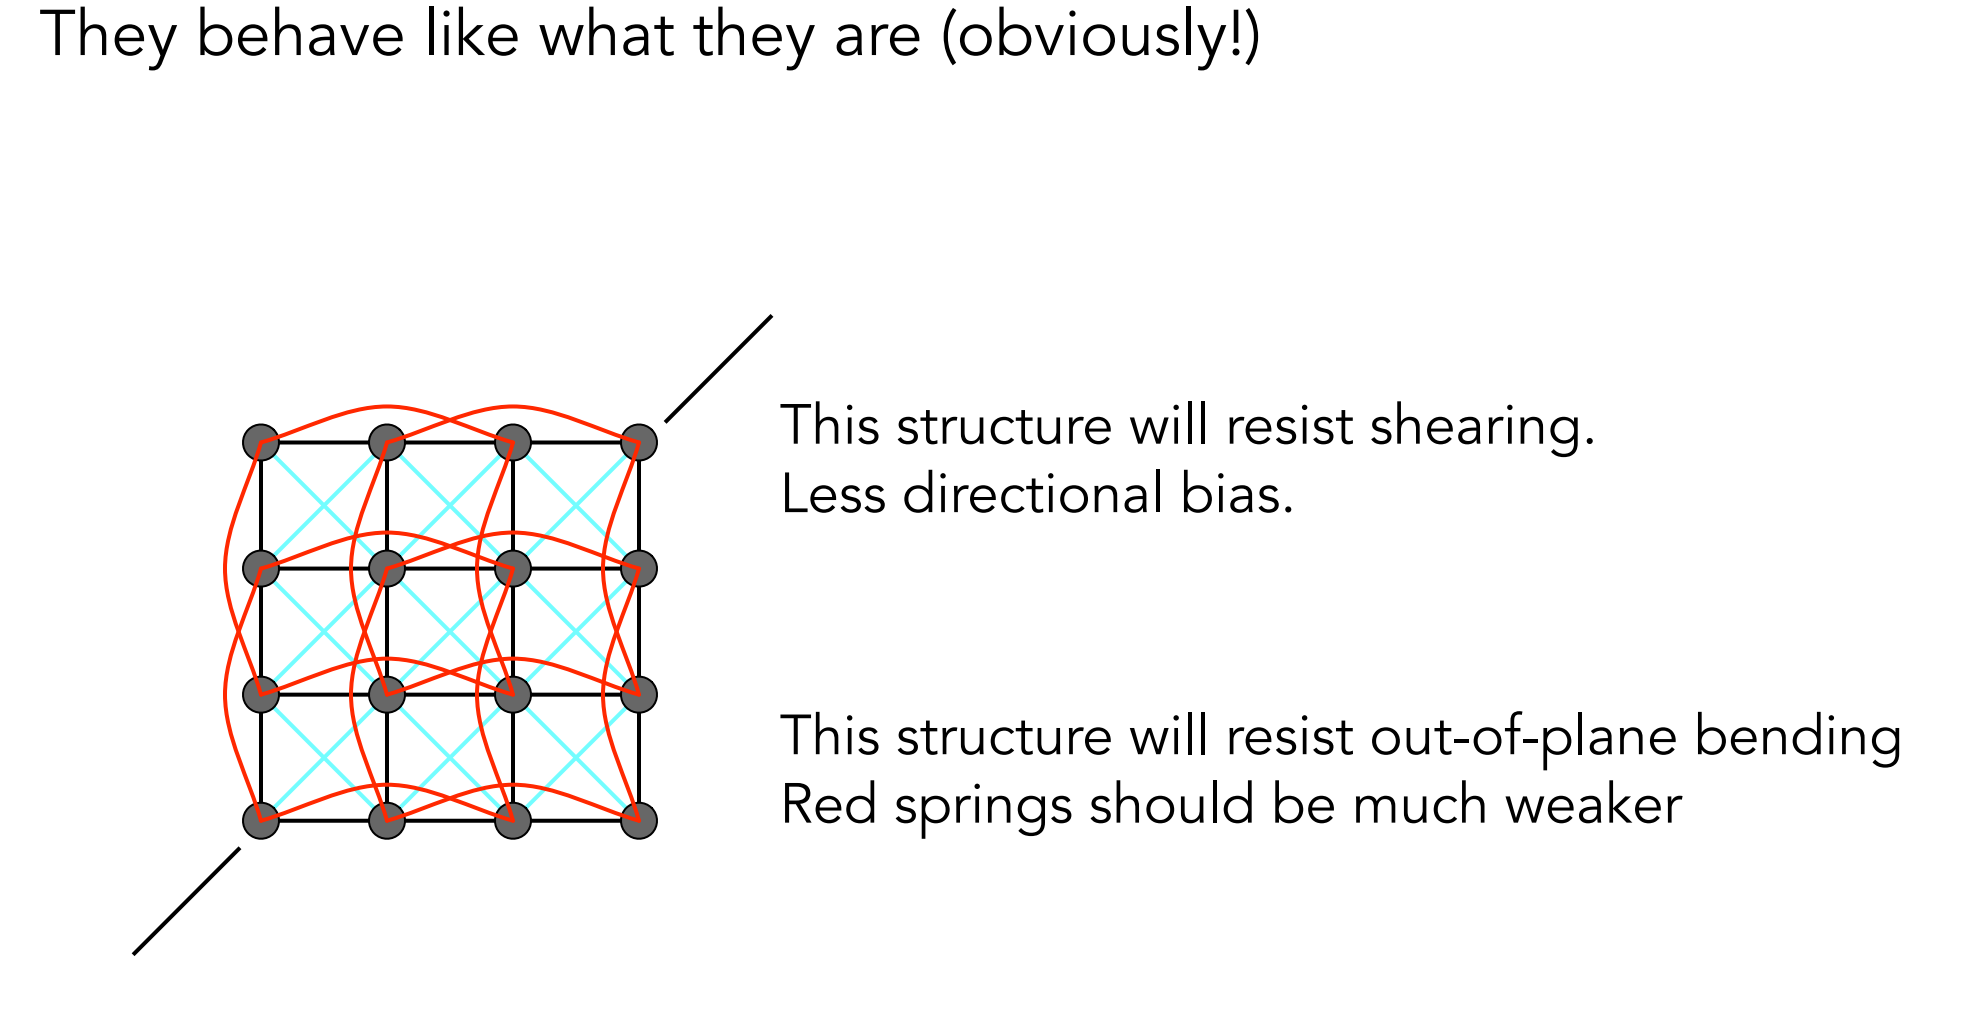 They behave like what they are (obviously!)
This structure will resist shearing.
Less directional bias.
This structure will resist out-of-plane bending
Red springs should be much weaker